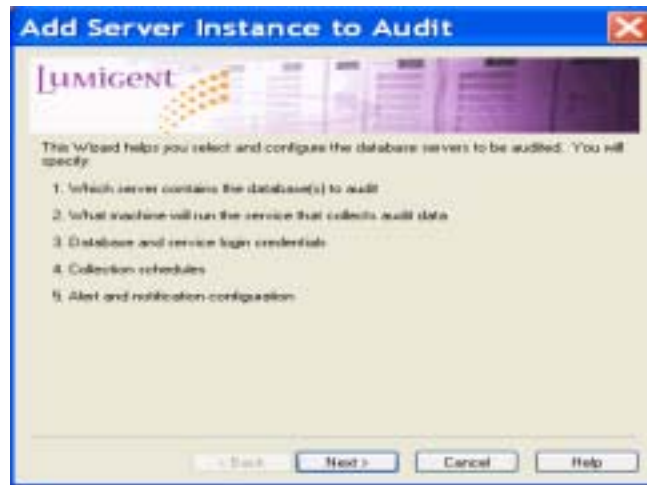 Add Server Instance to Audit
Lumigent
This Wizard helps you select and configure the database servers to be audited. You will
specify:
1. Which server contains the database(s) to audit
2. What machine will run the service that collects audit data
3. Database and service login credentials
4. Collection schedules
5. Alert and notification configuration
< Back
Next >
Cancel
Help